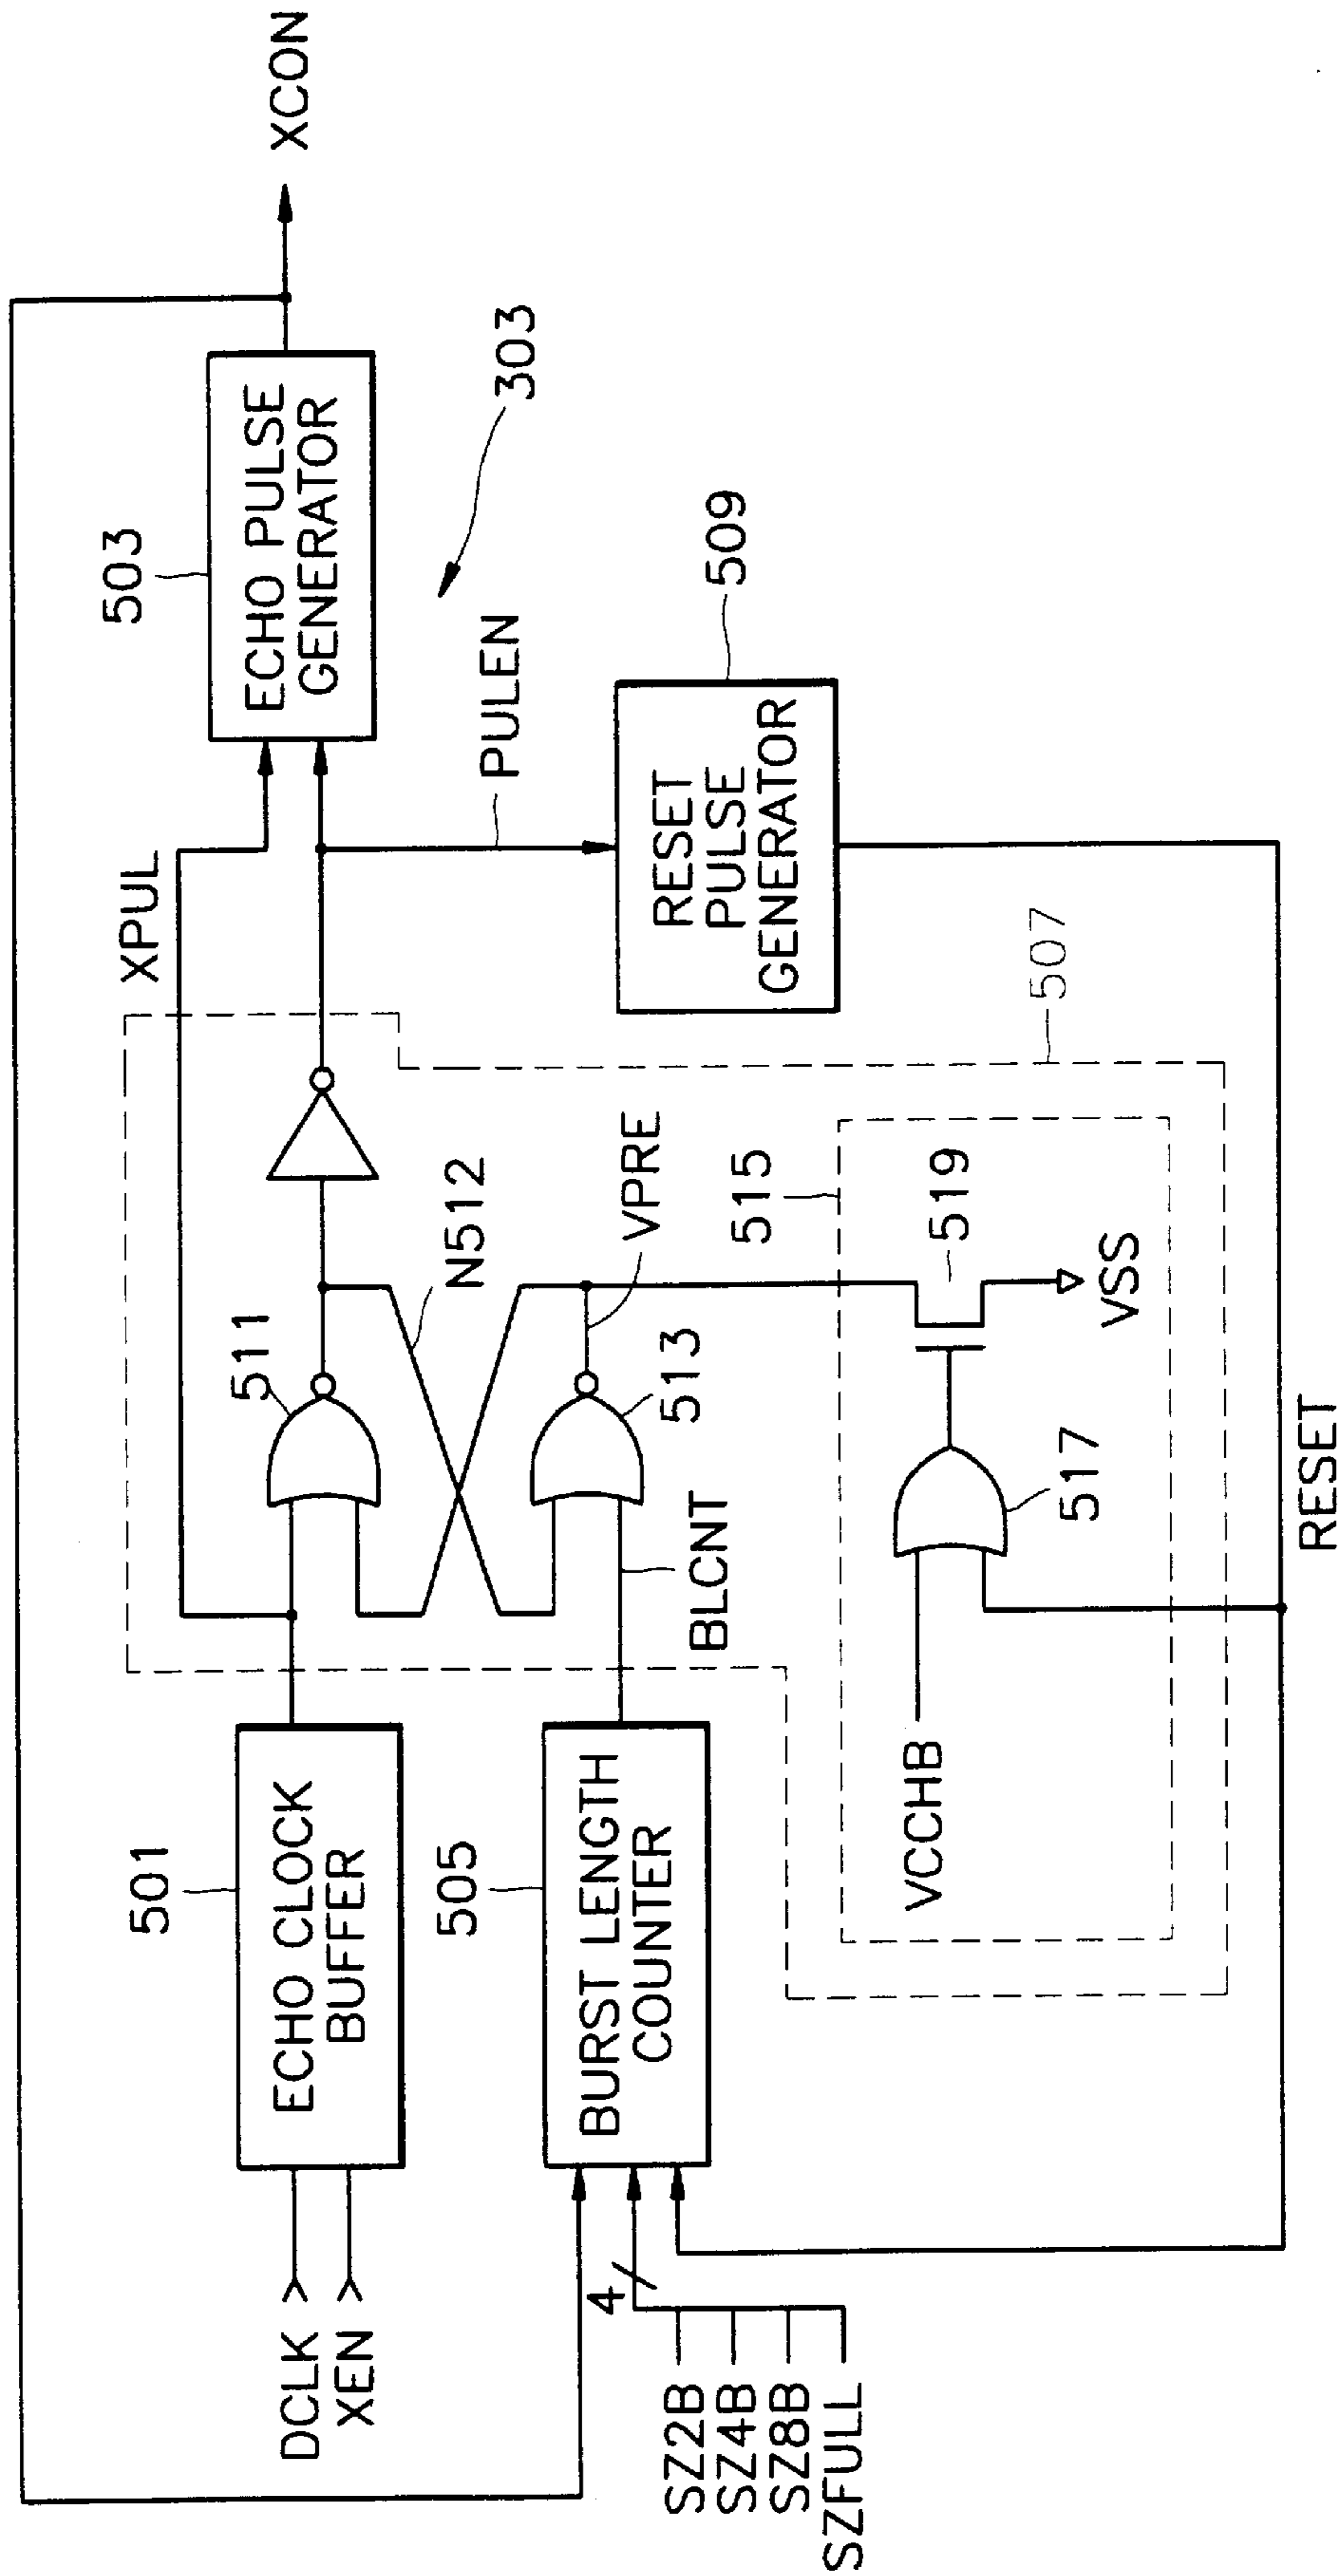 XCON
503
ECHO PULSE
GENERATOR
303
XPUL
PULEN
509
RESET
PULSE
GENERATOR
507
N512
VPRE
515
519
VSS
511
513
BLCNT
517
RESET
VCCHB
501
ECHO CLOCK
BUFFER
505
BURST LENGTH
COUNTER
DCLK
XEN
4
SZ2B
SZ4B
SZ8B
SZFULL